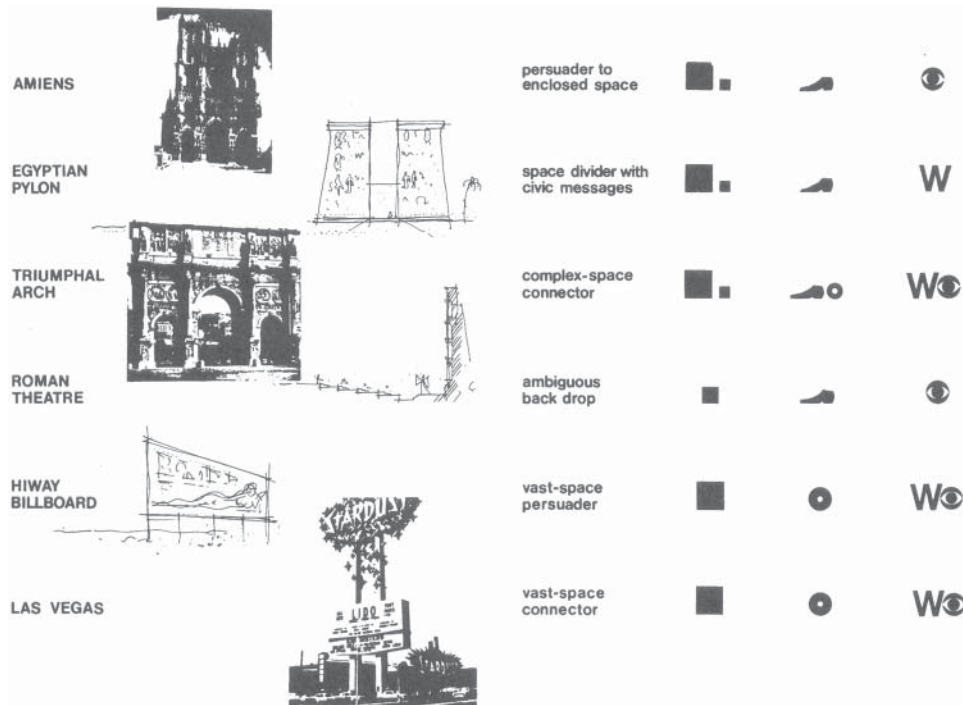 AMIENS
persuader to
enclosed space
EGYPTIAN
PYLON
space divider with
civic messages
W
TRIUMPHAL
ARCH
complex-space
connector
W
ROMAN
THEATRE
ambiguous
back drop
HIWAY
BILLBOARD
vast-space
persuader
W
STARDUST
LIDO
LAS VEGAS
vast-space
connector
W